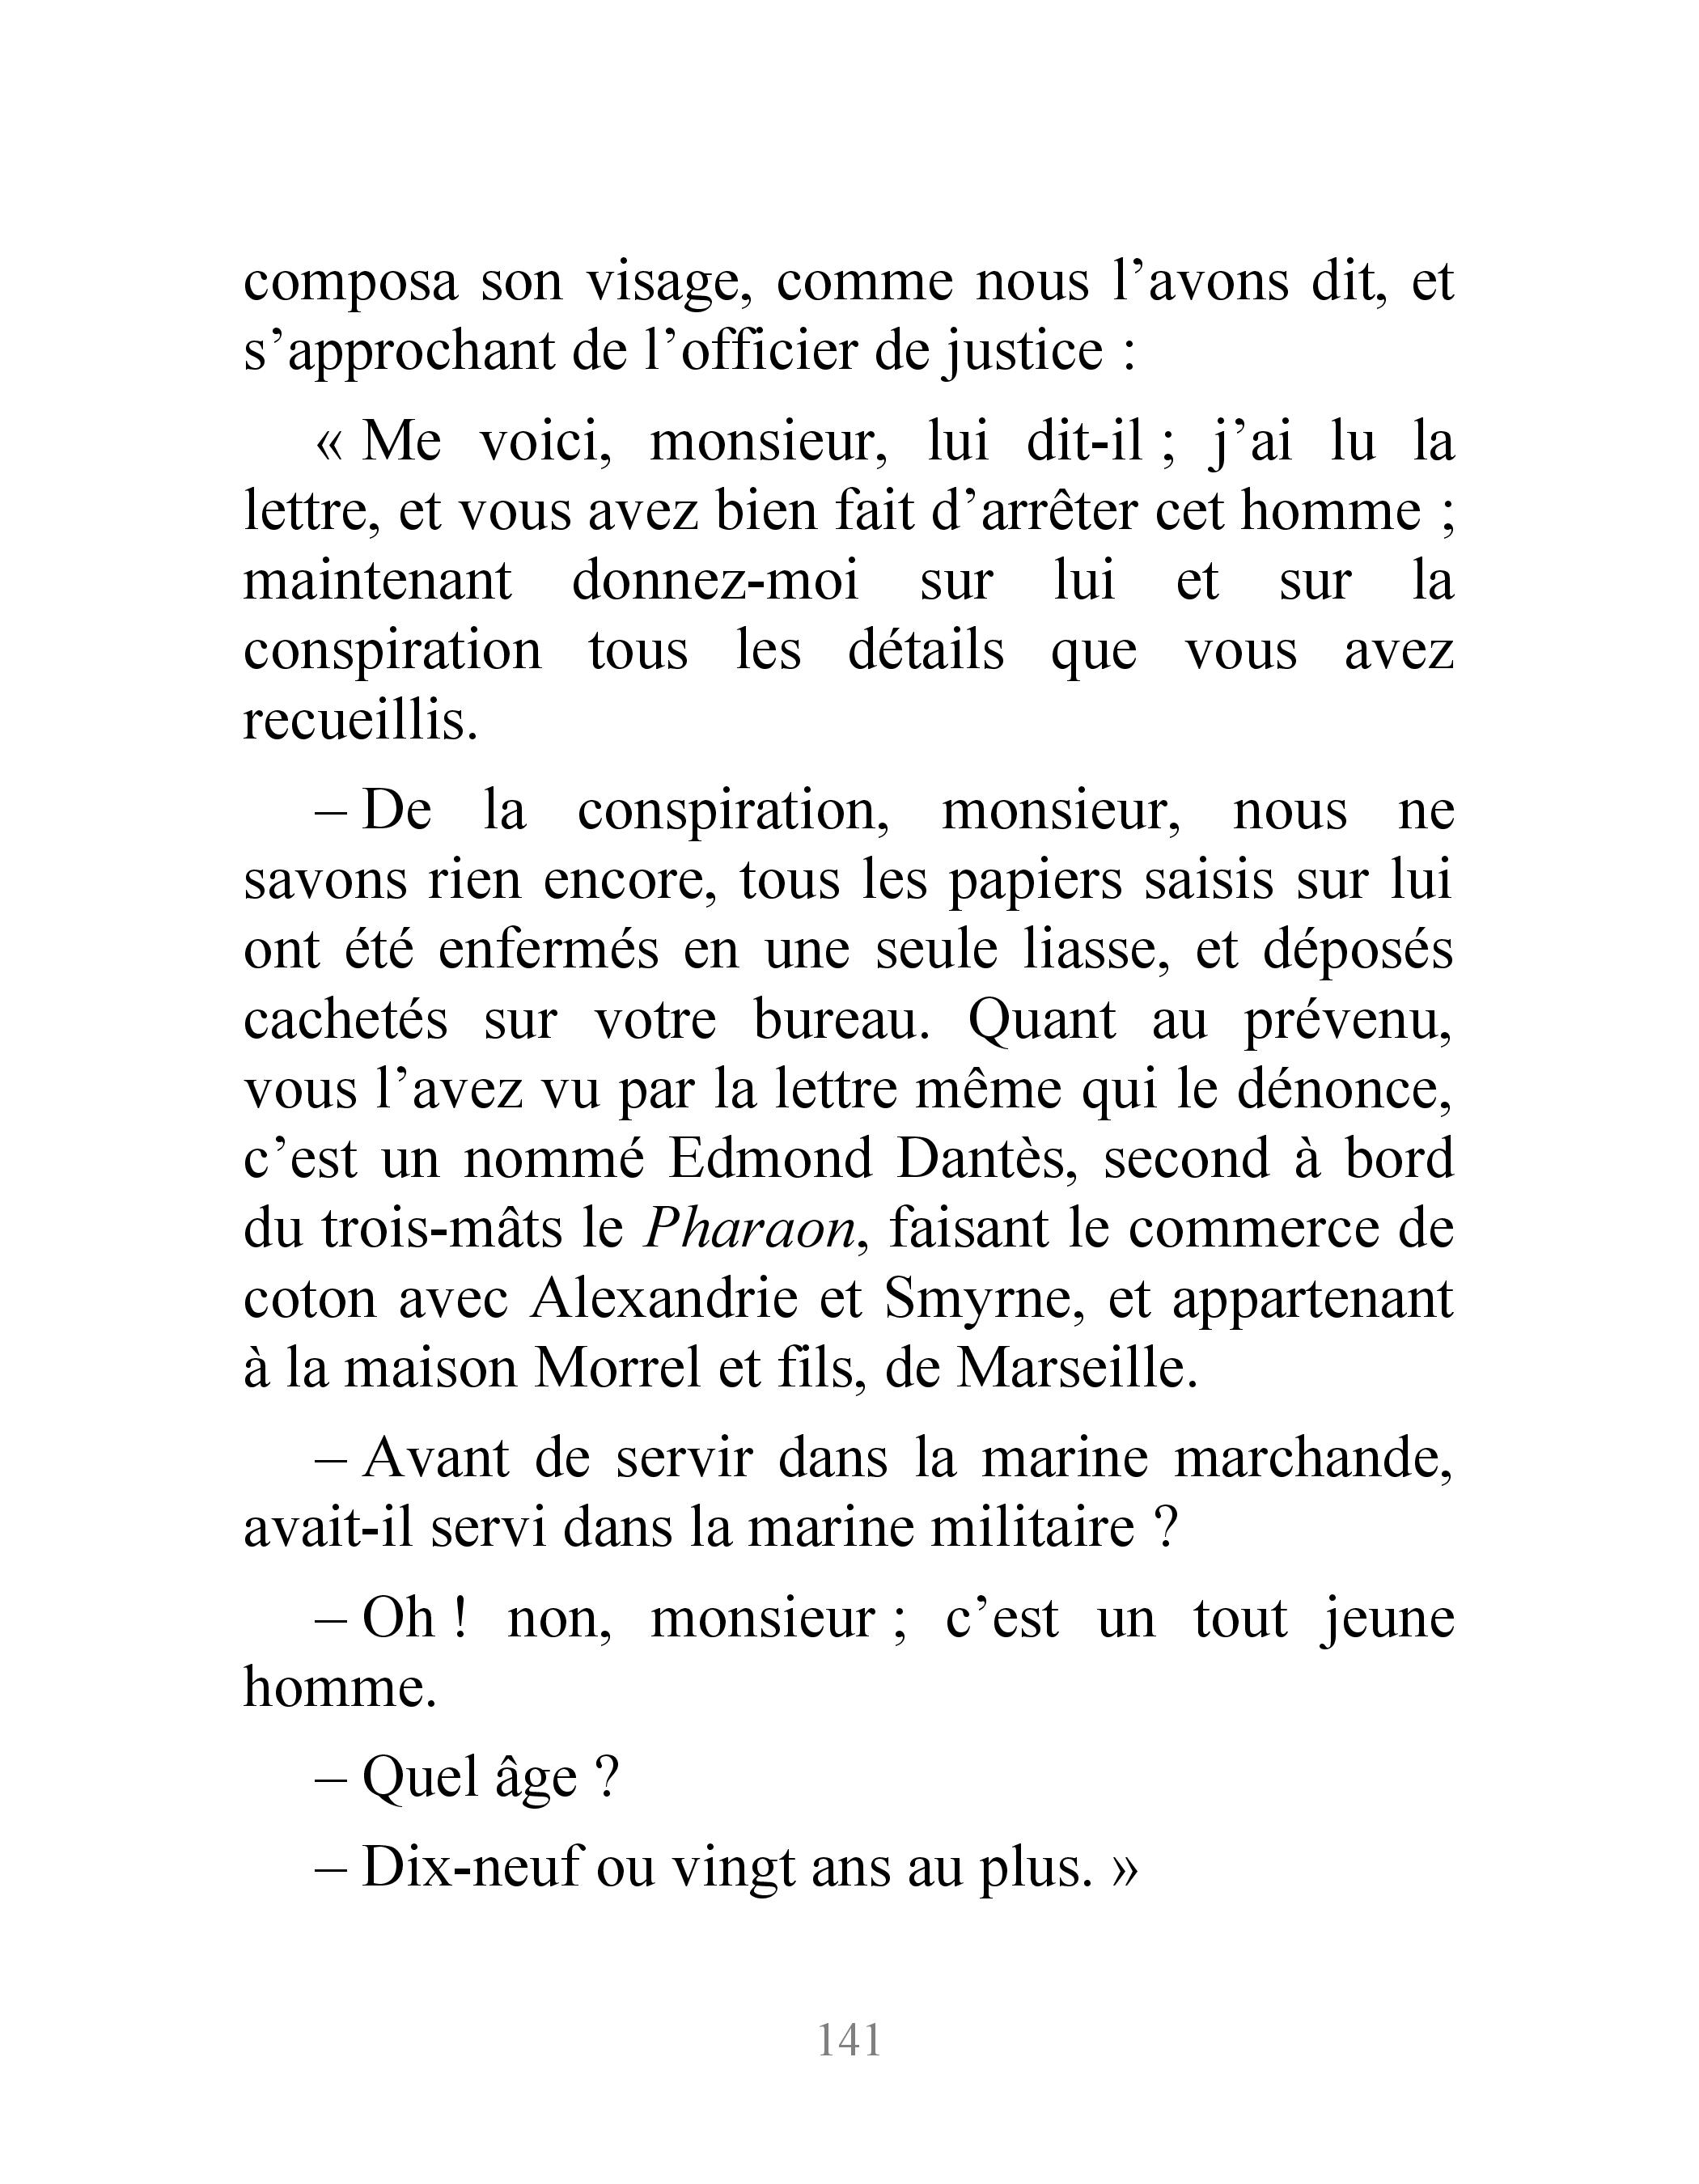 composa son visage, comme nous l’avons dit, et
s’approchant de l’officier de justice :
« Me voici, monsieur, lui dit-il ; j’ai lu la
lettre, et vous avez bien fait d’arrêter cet homme ;
maintenant donnez-moi sur lui et sur la
conspiration tous les détails que vous avez
recueillis.
– De la conspiration, monsieur, nous ne
savons rien encore, tous les papiers saisis sur lui
ont été enfermés en une seule liasse, et déposés
cachetés sur votre bureau. Quant au prévenu,
vous l’avez vu par la lettre même qui le dénonce,
c’est un nommé Edmond Dantès, second à bord
du trois-mâts le Pharaon, faisant le commerce de
coton avec Alexandrie et Smyrne, et appartenant
à la maison Morrel et fils, de Marseille.
– Avant de servir dans la marine marchande,
avait-il servi dans la marine militaire ?
– Oh ! non, monsieur ; c’est un tout jeune
homme.
– Quel âge ?
– Dix-neuf ou vingt ans au plus. »
141